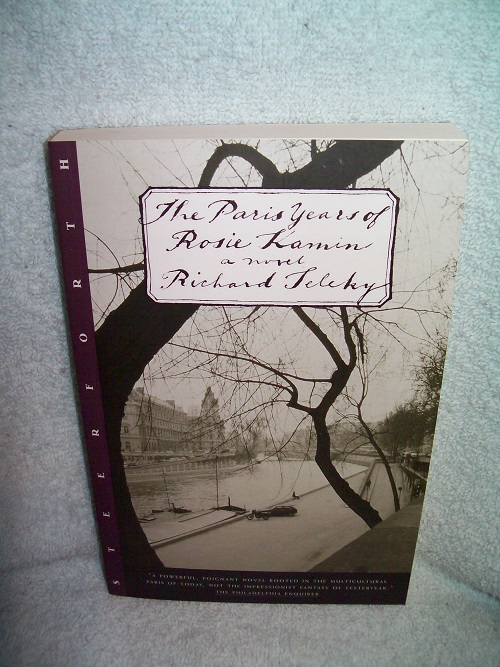 STEERFORTH
The Paris Years of
Rosie Kamin
a novel
Richard Teleky
"A POWERFUL, POIGNANT NOVEL ROOTED IN THE MULTICULTURAL
PARIS OF TODAY, NOT THE IMPRESSIONIST FANTASY OF YESTERYEAR."
THE PHILADELPHIA ENQUIRER